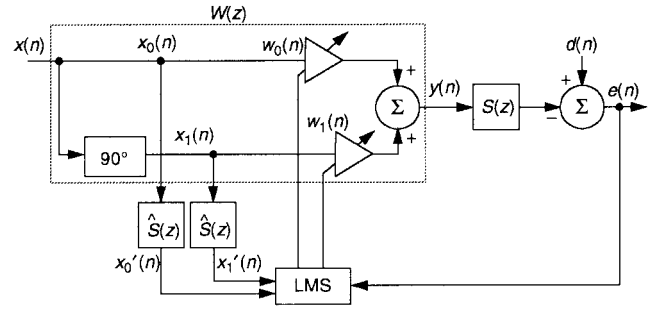 W(z)
x(n)
x₀(n)
w₀(n)
d(n)
+
+
y(n)
e(n)
Σ
S(z)
−
Σ
x₁(n)
w₁(n)
+
90°
Ŝ(z)
Ŝ(z)
x₀′(n)
x₁′(n)
LMS